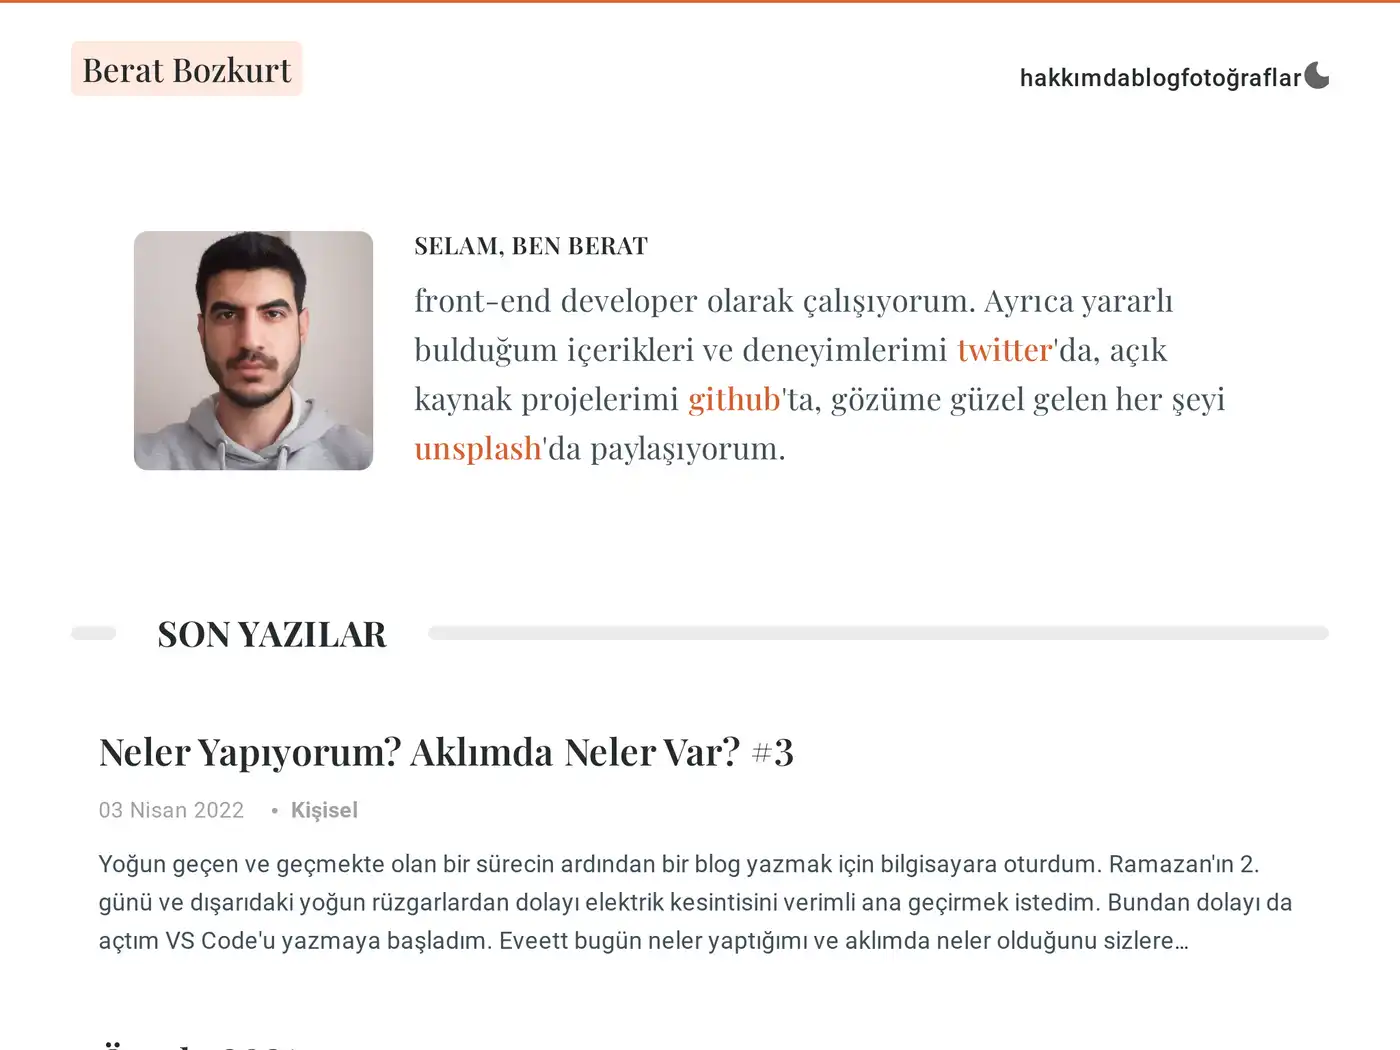 Berat Bozkurt
hakkımdablogfotoğraflar
SELAM, BEN BERAT
front-end developer olarak çalışıyorum. Ayrıca yararlı
bulduğum içerikleri ve deneyimlerimi twitter'da, açık
kaynak projelerimi github'ta, gözüme güzel gelen her şeyi
unsplash'da paylaşıyorum.
SON YAZILAR
Neler Yapıyorum? Aklımda Neler Var? #3
03 Nisan 2022 • Kişisel
Yoğun geçen ve geçmekte olan bir sürecin ardından bir blog yazmak için bilgisayara oturdum. Ramazan'ın 2.
günü ve dışarıdaki yoğun rüzgarlardan dolayı elektrik kesintisini verimli ana geçirmek istedim. Bundan dolayı da
açtım VS Code'u yazmaya başladım. Eveett bugün neler yaptığımı ve aklımda neler olduğunu sizlere…